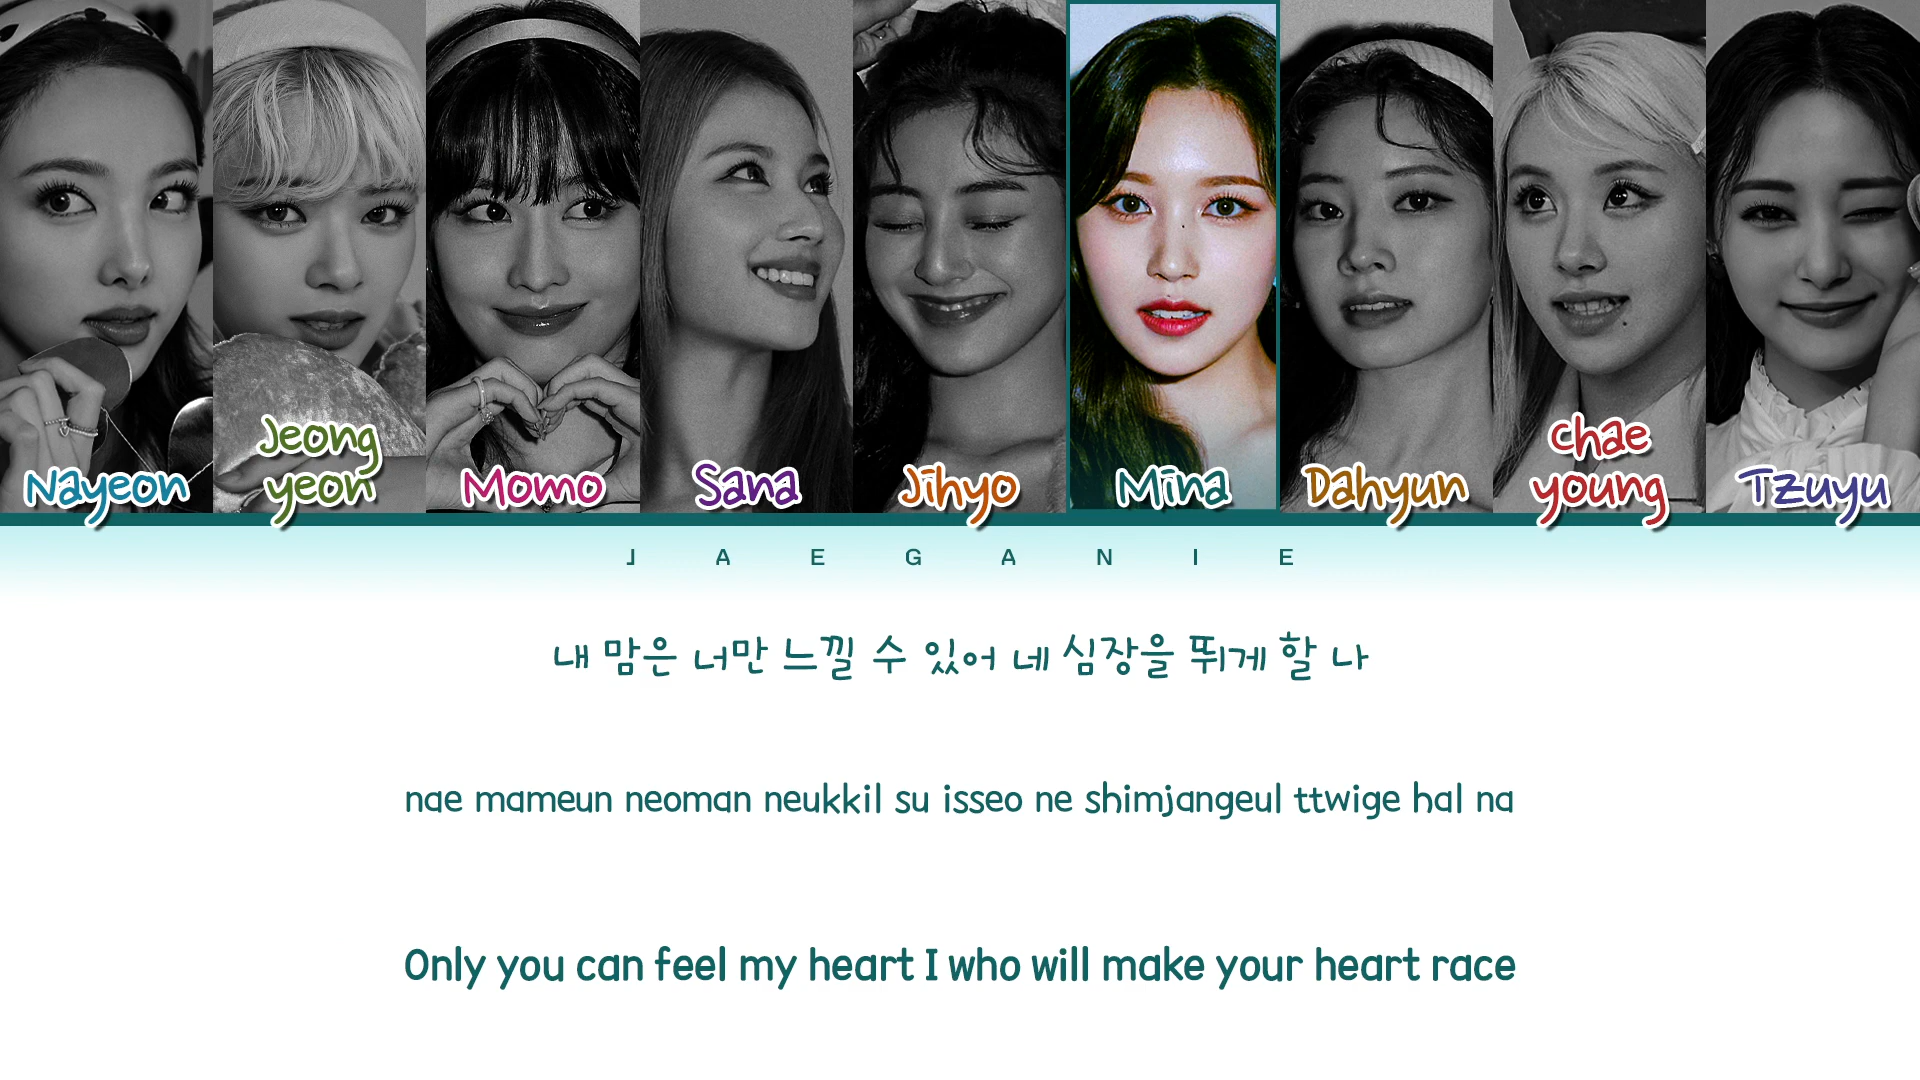 Nayeon
Jeong
yeon
Momo
Sana
Jihyo
Mina
Dahyun
Chae
young
Tzuyu
JAEGANIE
내 맘은 너만 느낄 수 있어 네 심장을 뛰게 할 나
nae mameun neoman neukkil su isseo ne shimjangeul ttwige hal na
Only you can feel my heart I who will make your heart race